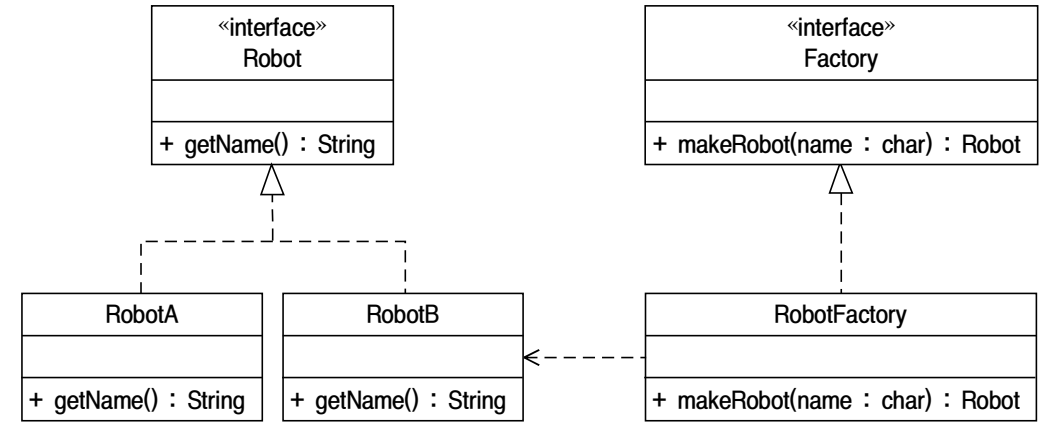 «interface»
Robot
+ getName() : String
«interface»
Factory
+ makeRobot(name : char) : Robot
RobotA
+ getName() : String
RobotB
+ getName() : String
RobotFactory
+ makeRobot(name : char) : Robot